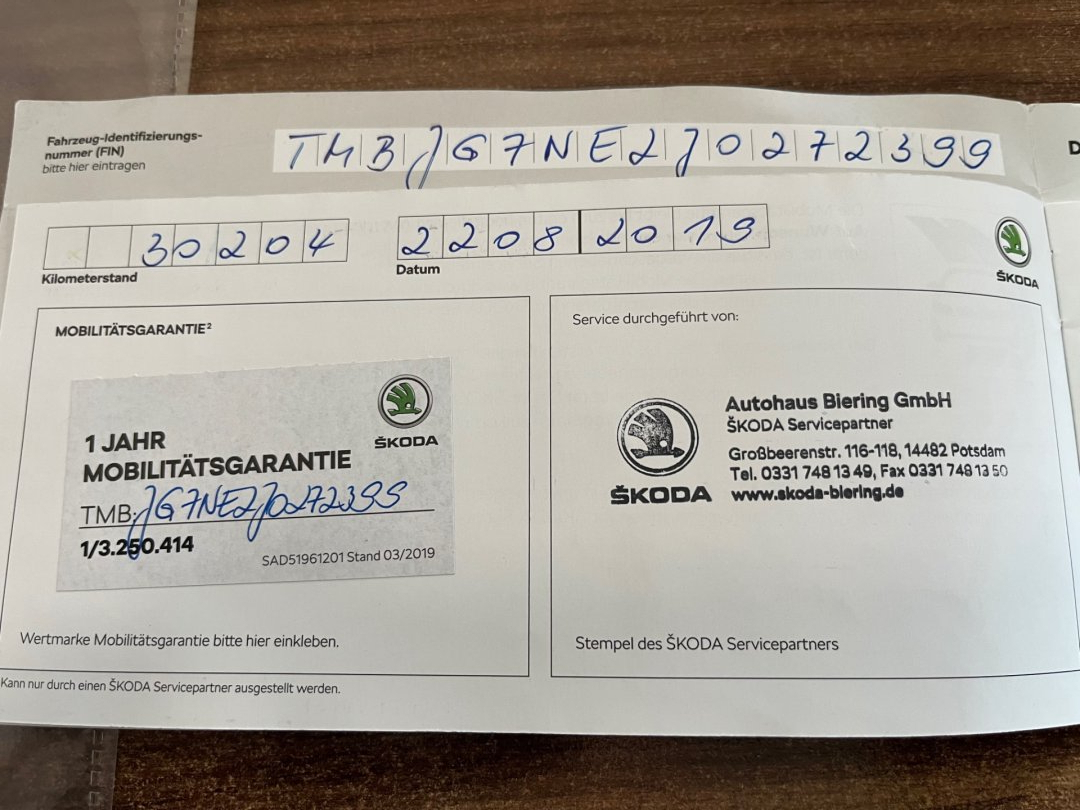 Fahrzeug-Identifizierungs-
nummer (FIN)
bitte hier eintragen
TMBJG7NE2J0272399
D
30204
22082019
Kilometerstand
Datum
ŠKODA
MOBILITÄTSGARANTIE²
1 JAHR
MOBILITÄTSGARANTIE
ŠKODA
TMB JG7NE2J0272399
1/3.250.414
SAD51961201 Stand 03/2019
Wertmarke Mobilitätsgarantie bitte hier einkleben.
Service durchgeführt von:
ŠKODA
Autohaus Biering GmbH
ŠKODA Servicepartner
Großbeerenstr. 116-118, 14482 Potsdam
Tel. 0331 748 13 49, Fax 0331 748 13 50
www.skoda-biering.de
Stempel des ŠKODA Servicepartners
Kann nur durch einen ŠKODA Servicepartner ausgestellt werden.